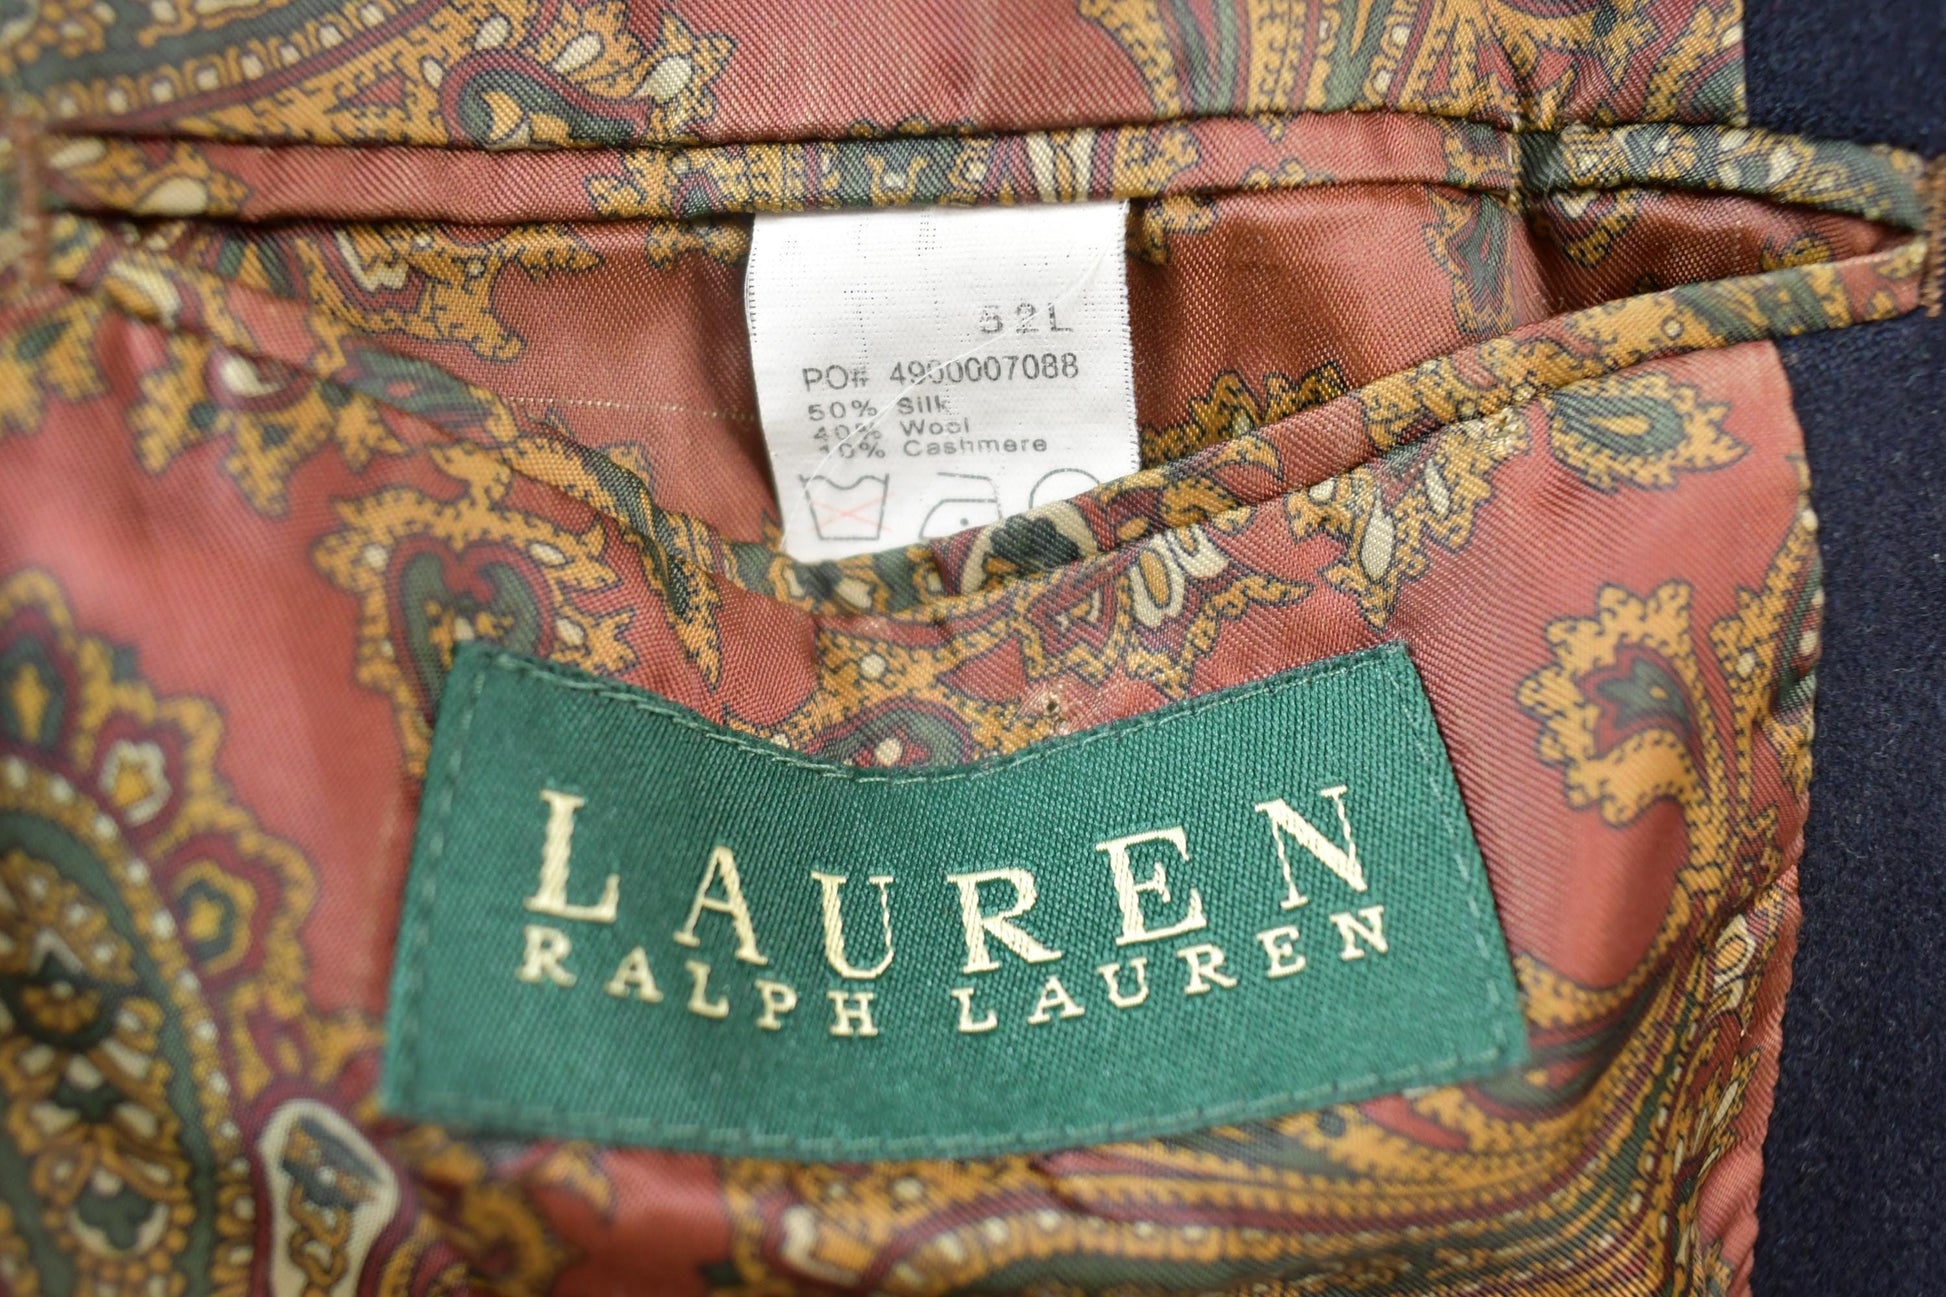 52L
PO# 4900007088
50% Silk
40% Wool
10% Cashmere
LAUREN
RALPH LAUREN